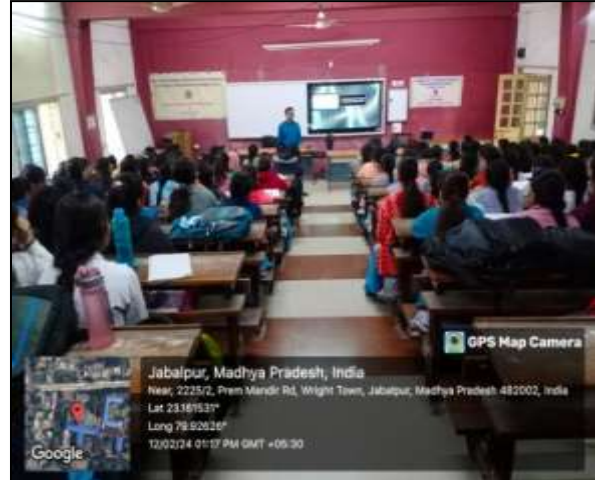 GPS Map Camera
Jabalpur, Madhya Pradesh, India
Near, 2225/2, Prem Mandir Rd, Wright Town, Jabalpur, Madhya Pradesh 482002, India
Lat 23.161531°
Long 79.92626°
12/02/24 01:17 PM GMT +05:30
Google